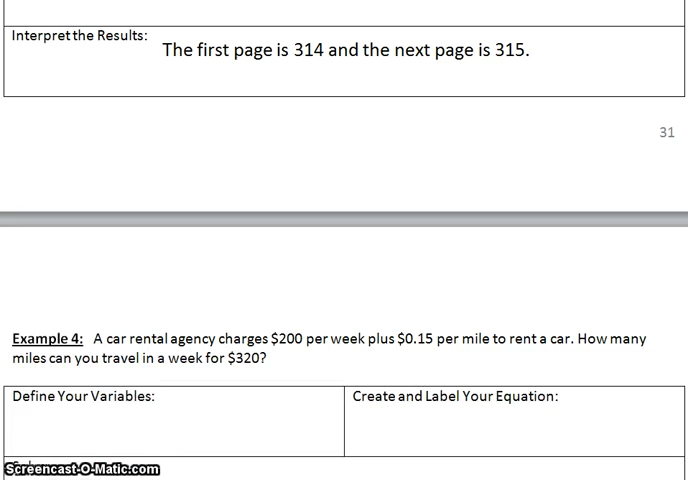 Interpret the Results:
The first page is 314 and the next page is 315.
31
Example 4: A car rental agency charges $200 per week plus $0.15 per mile to rent a car. How many
miles can you travel in a week for $320?
Define Your Variables:
Create and Label Your Equation:
Screencast-O-Matic.com